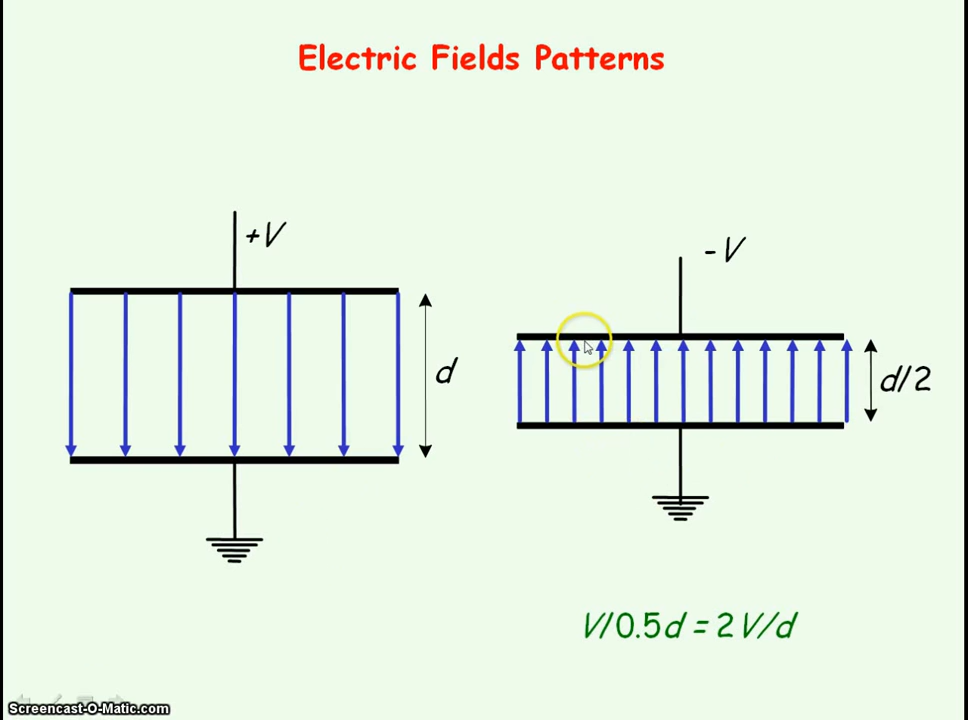 Electric Fields Patterns
+V
- V
d
d/2
V/0.5d = 2V/d
Screencast-O-Matic.com